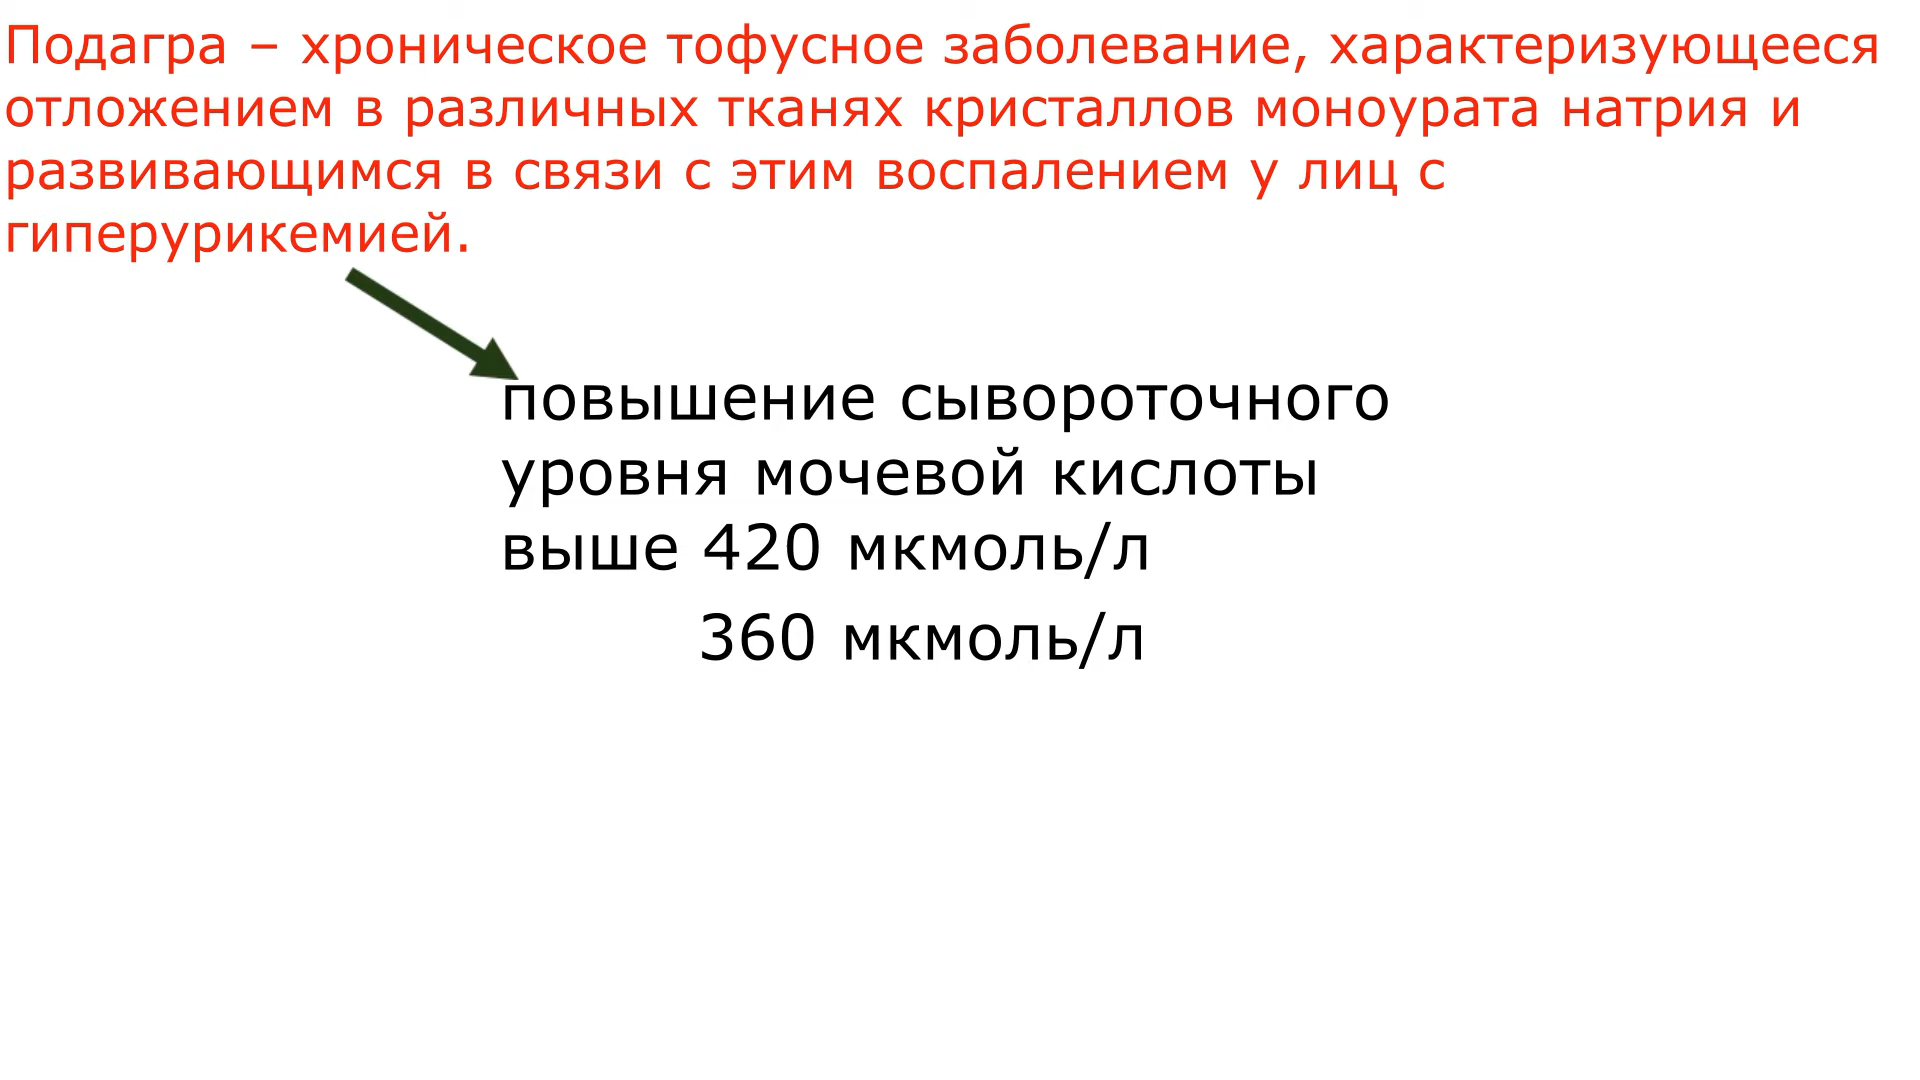 Подагра – хроническое тофусное заболевание, характеризующееся
отложением в различных тканях кристаллов моноурата натрия и
развивающимся в связи с этим воспалением у лиц с
гиперурикемией.
повышение сывороточного
уровня мочевой кислоты
выше 420 мкмоль/л
360 мкмоль/л